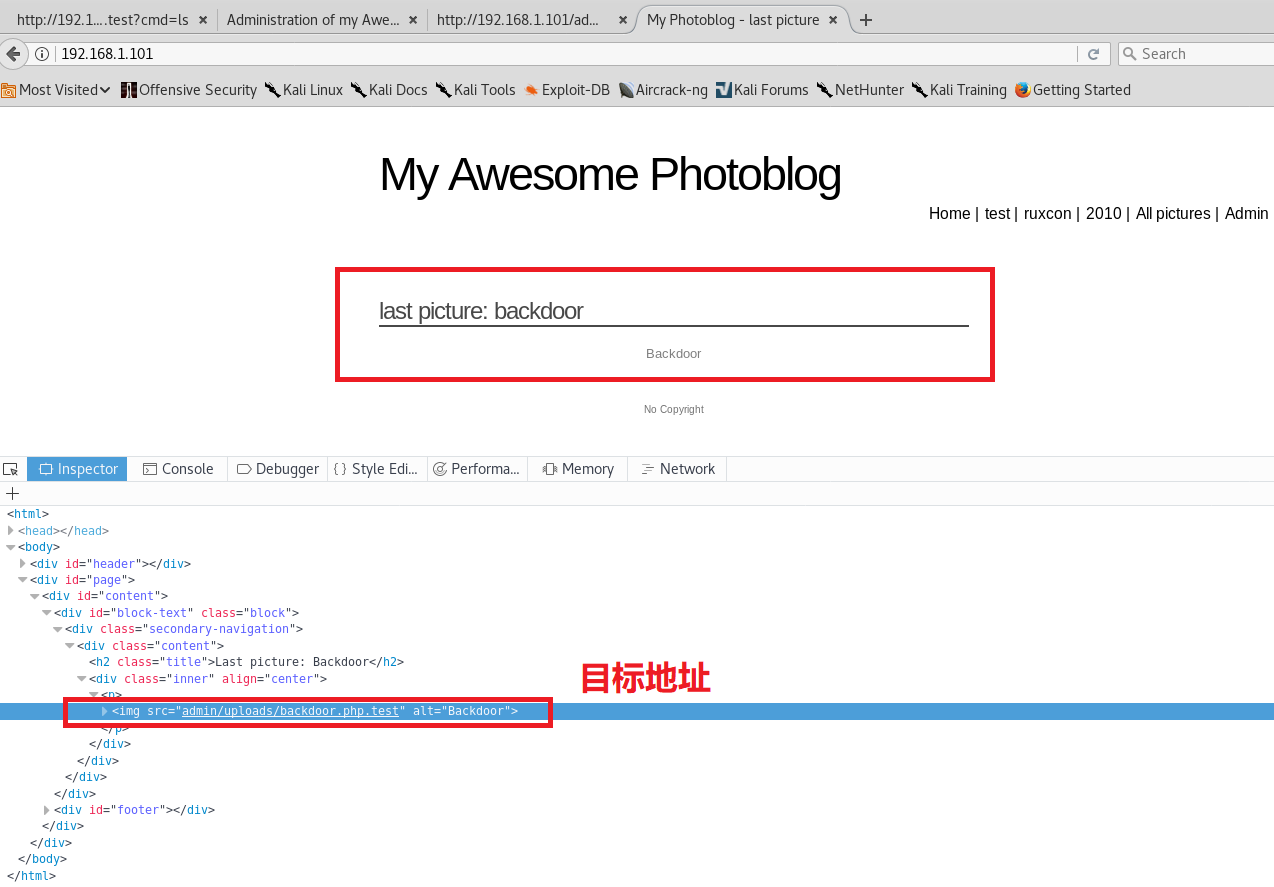 http://192.1....test?cmd=ls × Administration of my Awe... × http://192.168.1.101/ad... × My Photoblog - last picture ×
192.168.1.101 Search
Most Visited Offensive Security Kali Linux Kali Docs Kali Tools Exploit-DB Aircrack-ng Kali Forums NetHunter Kali Training Getting Started
My Awesome Photoblog
Home | test | ruxcon | 2010 | All pictures | Admin
last picture: backdoor
Backdoor
No Copyright
Inspector Console Debugger { } Style Edi... Performa... Memory Network
<html>
<head></head>
<body>
<div id="header"></div>
<div id="page">
<div id="content">
<div id="block-text" class="block">
<div class="secondary-navigation">
<div class="content">
<h2 class="title">Last picture: Backdoor</h2>
<div class="inner" align="center">
目标地址
<p>
<img src="admin/uploads/backdoor.php.test" alt="Backdoor">
</p>
</div>
</div>
</div>
</div>
<div id="footer"></div>
</div>
</div>
</body>
</html>